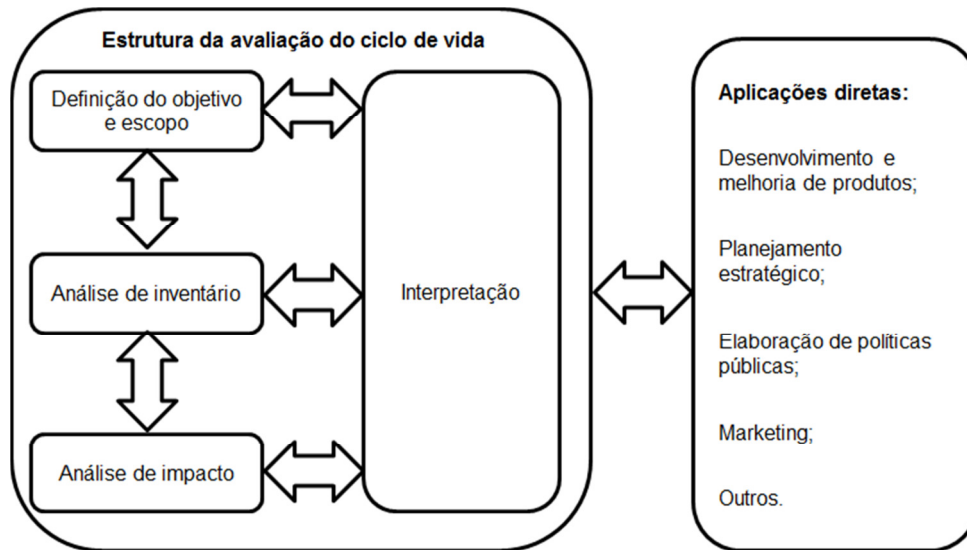 Estrutura da avaliação do ciclo de vida
Definição do objetivo
e escopo
Análise de inventário
Análise de impacto
Interpretação
Aplicações diretas:
Desenvolvimento e
melhoria de produtos;
Planejamento
estratégico;
Elaboração de políticas
públicas;
Marketing;
Outros.